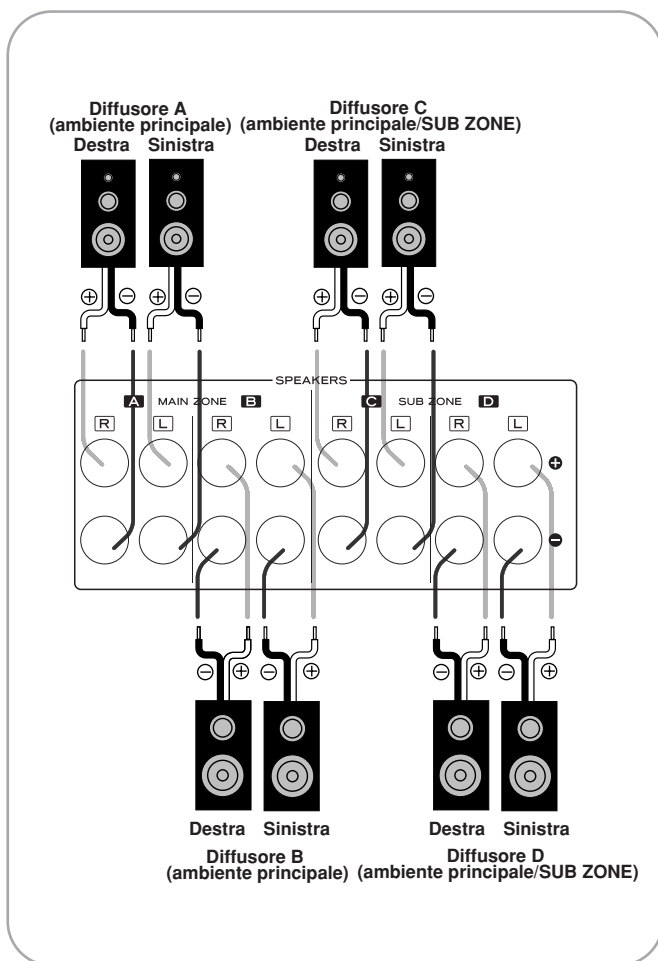 Diffusore A
(ambiente principale)
Destra Sinistra
Diffusore C
(ambiente principale/SUB ZONE)
Destra Sinistra
+ − + −
+ − + −
SPEAKERS
A MAIN ZONE B
C SUB ZONE D
R L R L R L R L
+
−
− + − +
− + − +
Destra Sinistra
Diffusore B
(ambiente principale)
Destra Sinistra
Diffusore D
(ambiente principale/SUB ZONE)